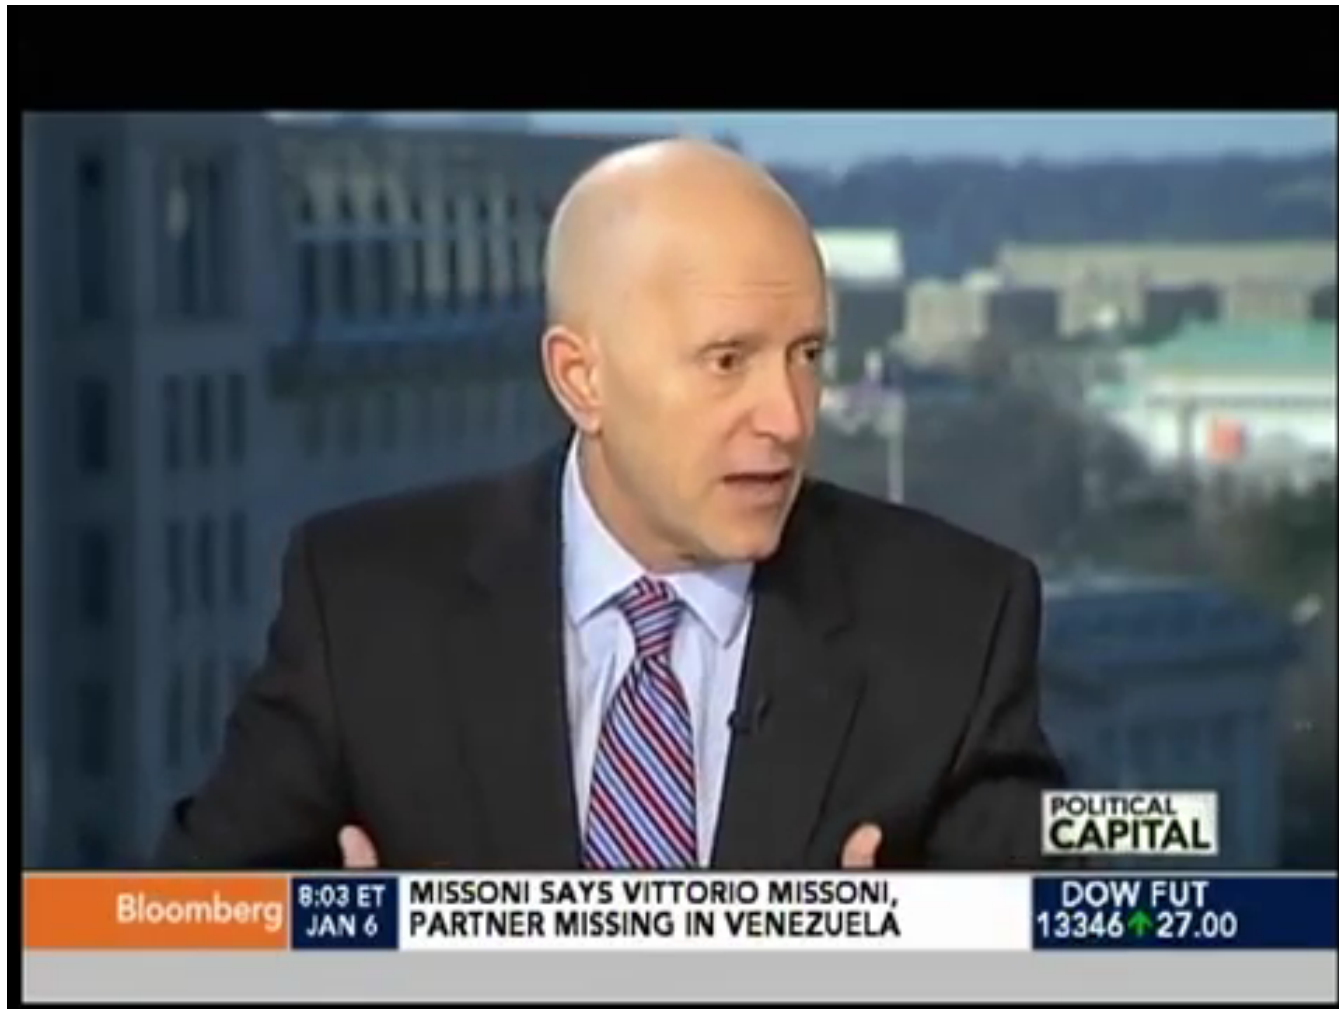 POLITICAL
CAPITAL
Bloomberg
8:03 ET
JAN 6
MISSONI SAYS VITTORIO MISSONI,
PARTNER MISSING IN VENEZUELA
DOW FUT
13346↑27.00